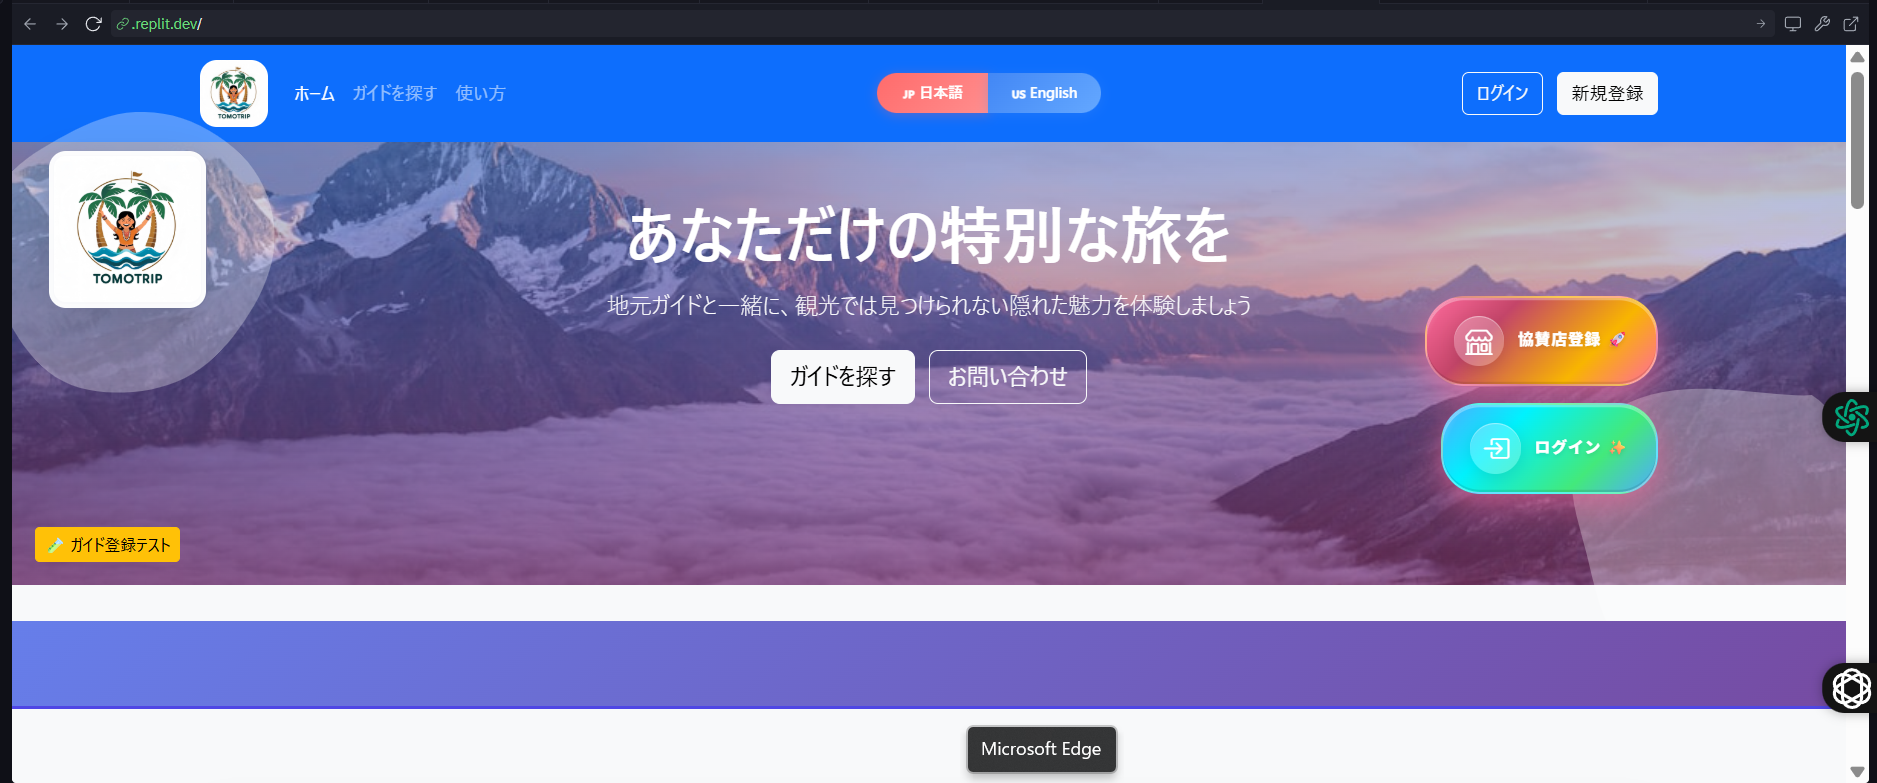 .replit.dev/
TOMOTRIP
ホーム ガイドを探す 使い方
JP 日本語
US English
ログイン
新規登録
TOMOTRIP
あなただけの特別な旅を
地元ガイドと一緒に、観光では見つけられない隠れた魅力を体験しましょう
ガイドを探す
お問い合わせ
協賛店登録 🚀
ログイン ✨
🧪 ガイド登録テスト
Microsoft Edge